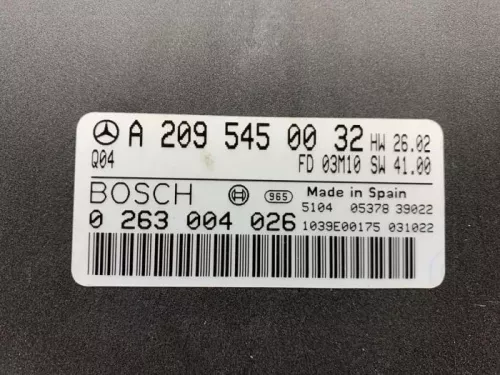 A 209 545 00 32 HW 26.02
Q04 FD 03M10 SW 41.00
BOSCH 965 Made in Spain
5104 05378 39022
0 263 004 026 1039E00175 031022